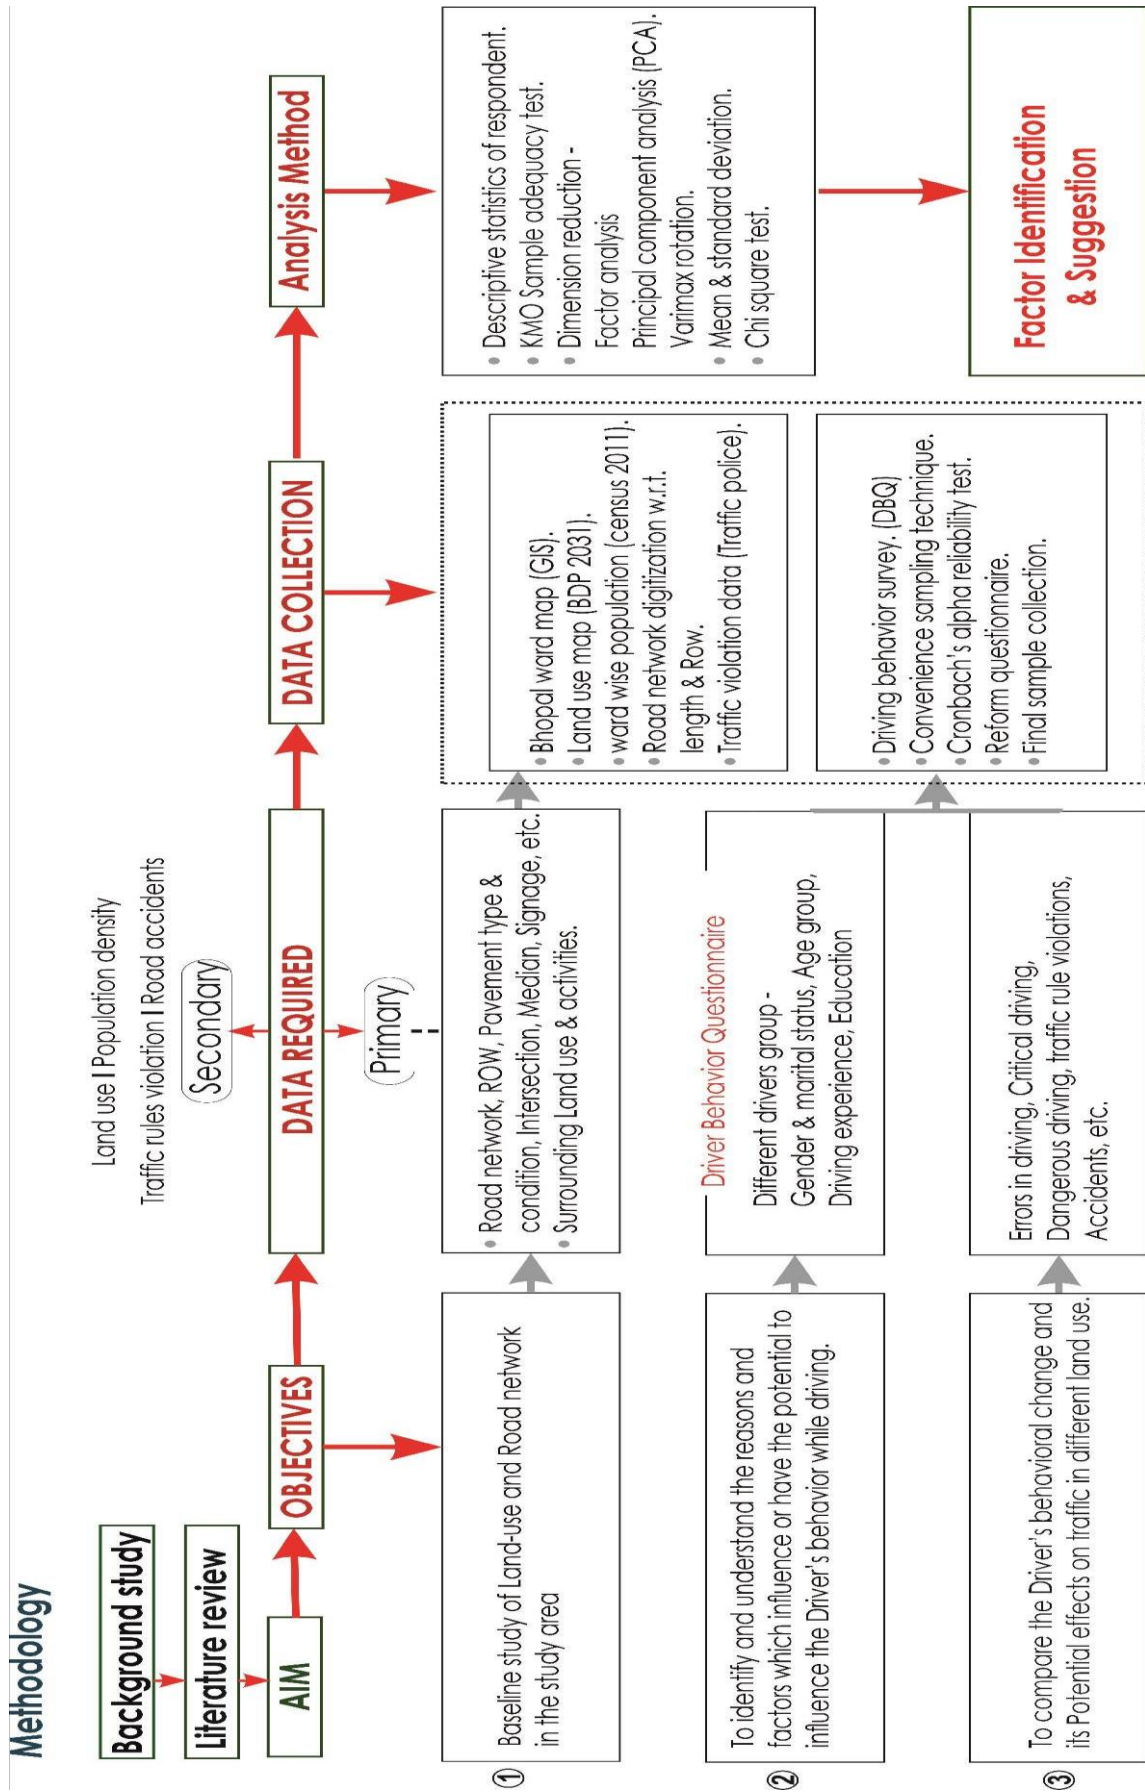 Methodology
Background study
Literature review
AIM
OBJECTIVES
Land use I Population density
Traffic rules violation I Road accidents
Secondary
DATA REQUIRED
Primary
DATA COLLECTION
Analysis Method
①
Baseline study of Land-use and Road network
in the study area
• Road network, ROW, Pavement type &
condition, Intersection, Median, Signage, etc.
• Surrounding Land use & activities.
• Bhopal ward map (GIS).
• Land use map (BDP 2031).
• ward wise population (census 2011).
• Road network digitization w.r.t.
length & Row.
• Traffic violation data (Traffic police).
• Descriptive statistics of respondent.
• KMO Sample adequacy test.
• Dimension reduction -
Factor analysis
Principal component analysis (PCA).
Varimax rotation.
• Mean & standard deviation.
• Chi square test.
②
To identify and understand the reasons and
factors which influence or have the potential to
influence the Driver's behavior while driving.
Driver Behavior Questionnaire
Different drivers group -
Gender & marital status, Age group,
Driving experience, Education
• Driving behavior survey. (DBQ)
• Convenience sampling technique.
• Cronbach's alpha reliability test.
• Reform questionnaire.
• Final sample collection.
③
To compare the Driver's behavioral change and
its Potential effects on traffic in different land use.
Errors in driving, Critical driving,
Dangerous driving, traffic rule violations,
Accidents, etc.
Factor Identification
& Suggestion